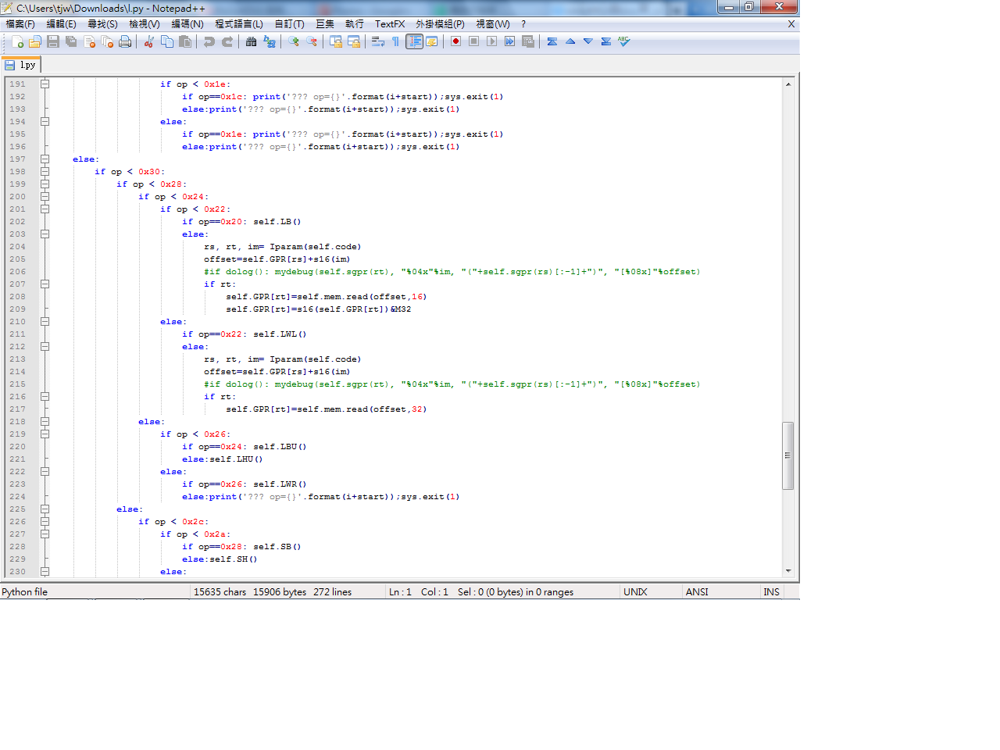 C:\Users\tjw\Downloads\l.py - Notepad++
檔案(F) 編輯(E) 尋找(S) 檢視(V) 編碼(N) 程式語言(L) 自訂(T) 巨集 執行 TextFX 外掛模組(P) 視窗(W) ? X
l.py
191 if op < 0x1e:
192 if op==0x1c: print('??? op={}'.format(i+start));sys.exit(1)
193 else:print('??? op={}'.format(i+start));sys.exit(1)
194 else:
195 if op==0x1e: print('??? op={}'.format(i+start));sys.exit(1)
196 else:print('??? op={}'.format(i+start));sys.exit(1)
197 else:
198 if op < 0x30:
199 if op < 0x28:
200 if op < 0x24:
201 if op < 0x22:
202 if op==0x20: self.LB()
203 else:
204 rs, rt, im= Iparam(self.code)
205 offset=self.GPR[rs]+s16(im)
206 #if dolog(): mydebug(self.sgpr(rt), "%04x"%im, "("+self.sgpr(rs)[:-1]+")", "[%08x]"%offset)
207 if rt:
208 self.GPR[rt]=self.mem.read(offset,16)
209 self.GPR[rt]=s16(self.GPR[rt])&M32
210 else:
211 if op==0x22: self.LWL()
212 else:
213 rs, rt, im= Iparam(self.code)
214 offset=self.GPR[rs]+s16(im)
215 #if dolog(): mydebug(self.sgpr(rt), "%04x"%im, "("+self.sgpr(rs)[:-1]+")", "[%08x]"%offset)
216 if rt:
217 self.GPR[rt]=self.mem.read(offset,32)
218 else:
219 if op < 0x26:
220 if op==0x24: self.LBU()
221 else:self.LHU()
222 else:
223 if op==0x26: self.LWR()
224 else:print('??? op={}'.format(i+start));sys.exit(1)
225 else:
226 if op < 0x2c:
227 if op < 0x2a:
228 if op==0x28: self.SB()
229 else:self.SH()
230 else:
Python file 15635 chars 15906 bytes 272 lines Ln : 1 Col : 1 Sel : 0 (0 bytes) in 0 ranges UNIX ANSI INS